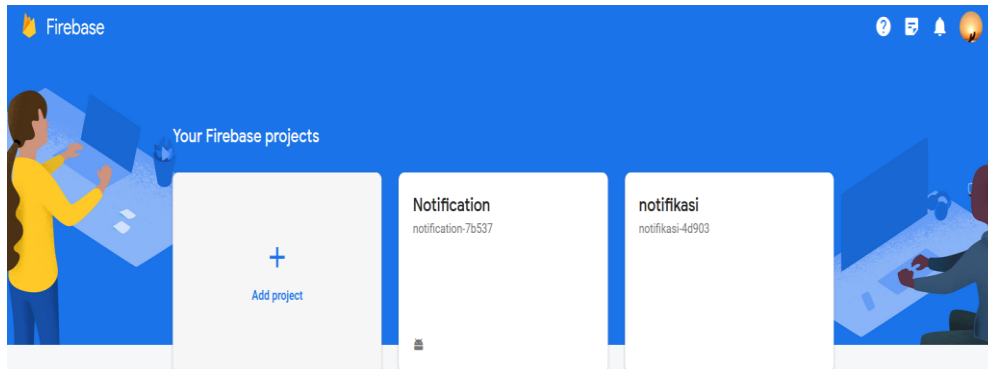 Firebase
Your Firebase projects
+
Add project
Notification
notification-7b537
notifikasi
notifikasi-4d903